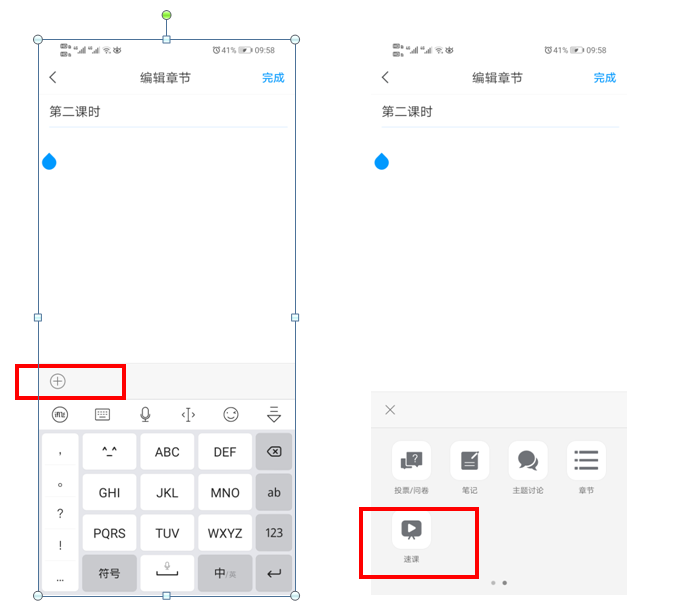 41% 09:58
编辑章节
完成
第二课时
，
^_^
ABC
DEF
。
GHI
JKL
MNO
ab
?
PQRS
TUV
WXYZ
123
!
...
符号
中/英
41% 09:58
编辑章节
完成
第二课时
投票/问卷
笔记
主题讨论
章节
速课